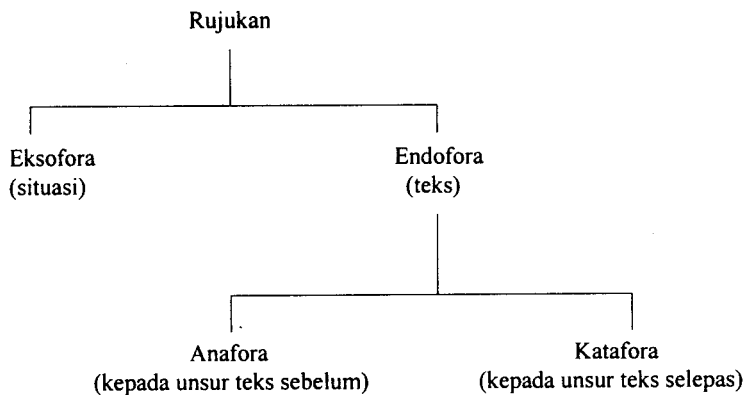 Rujukan
Eksofora
(situasi)
Endofora
(teks)
Anafora
(kepada unsur teks sebelum)
Katafora
(kepada unsur teks selepas)